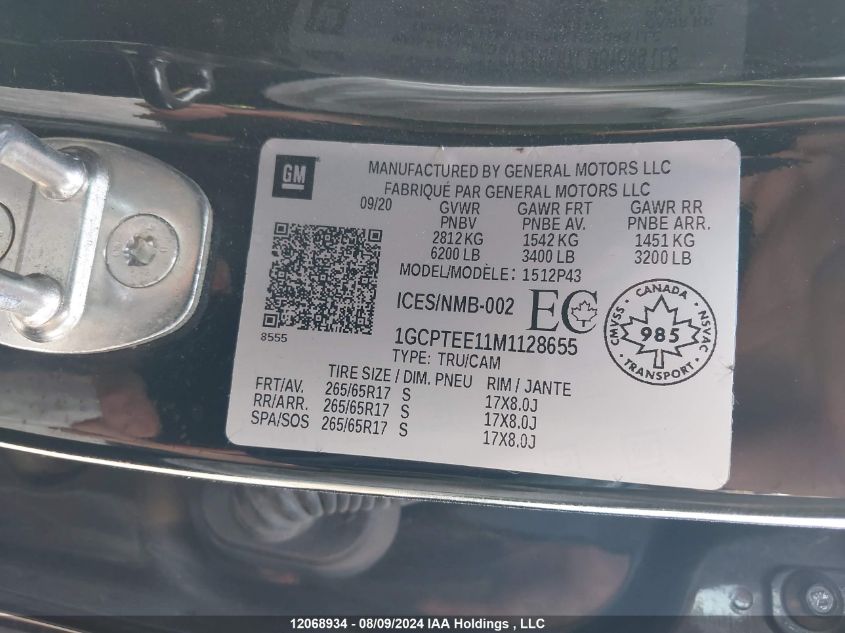 GM
MANUFACTURED BY GENERAL MOTORS LLC
FABRIQUÉ PAR GENERAL MOTORS LLC
09/20 GVWR GAWR FRT GAWR RR
PNBV PNBE AV. PNBE ARR.
2812 KG 1542 KG 1451 KG
6200 LB 3400 LB 3200 LB
MODEL/MODÈLE: 1512P43
ICES/NMB-002 EC
8555
1GCPTEE11M1128655
TYPE: TRU/CAM
CANADA
CMVSS 985 NSVAC
TRANSPORT
TIRE SIZE / DIM. PNEU RIM / JANTE
FRT/AV. 265/65R17 S 17X8.0J
RR/ARR. 265/65R17 S 17X8.0J
SPA/SOS 265/65R17 S 17X8.0J
12068934 - 08/09/2024 IAA Holdings , LLC